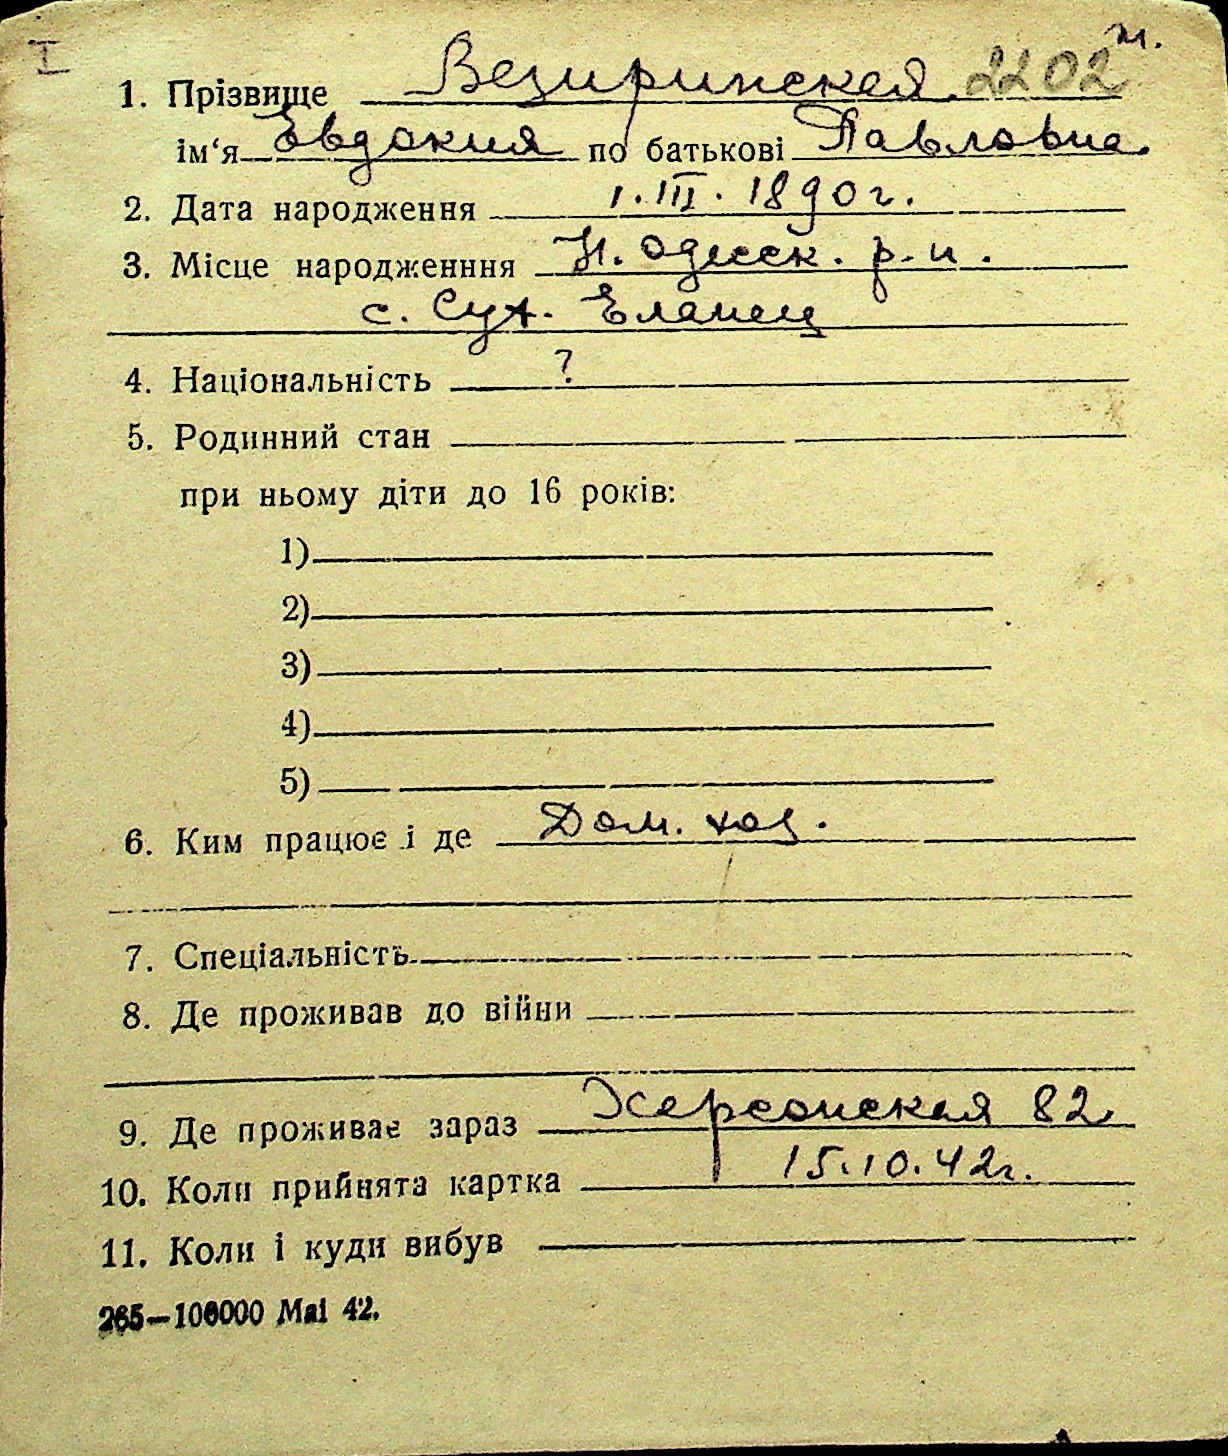 I
м.
1. Прізвище Везиринская 2202
ім‘я Евдокия по батькові Павловна.
2. Дата народження 1.III.1890г.
3. Місце народженння Н. Одесск. р-н.
с. Сух. Еланец
4. Національність ?
5. Родинний стан
при ньому діти до 16 років:
1)
2)
3)
4)
5)
6. Ким працює і де Дом. хоз.
7. Спеціальність
8. Де проживав до війни
9. Де проживає зараз Херсонская 82
10. Коли прийнята картка 15.10.42г.
11. Коли і куди вибув
265—100000 Mai 42.